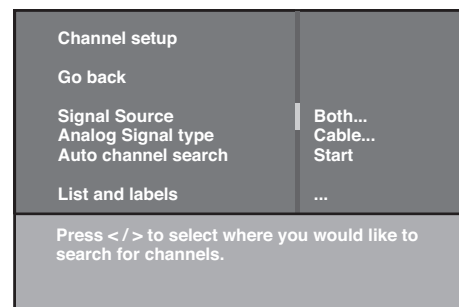 Channel setup
Go back
Signal Source Both...
Analog Signal type Cable...
Auto channel search Start
List and labels ...
Press < / > to select where you would like to
search for channels.